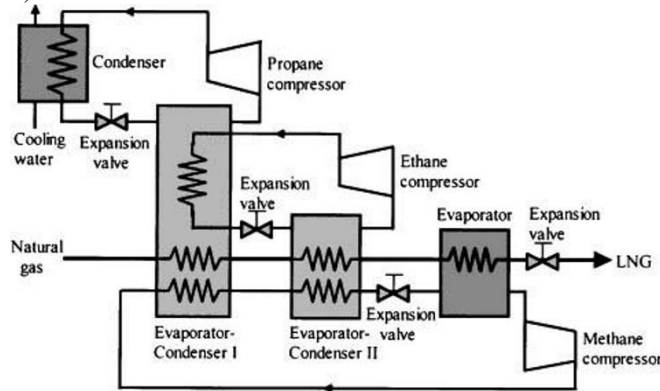 Condenser
Propane
compressor
Cooling
water
Expansion
valve
Ethane
compressor
Expansion
valve
Evaporator
Expansion
valve
Natural
gas
LNG
Evaporator-
Condenser I
Evaporator-
Condenser II
Expansion
valve
Methane
compressor